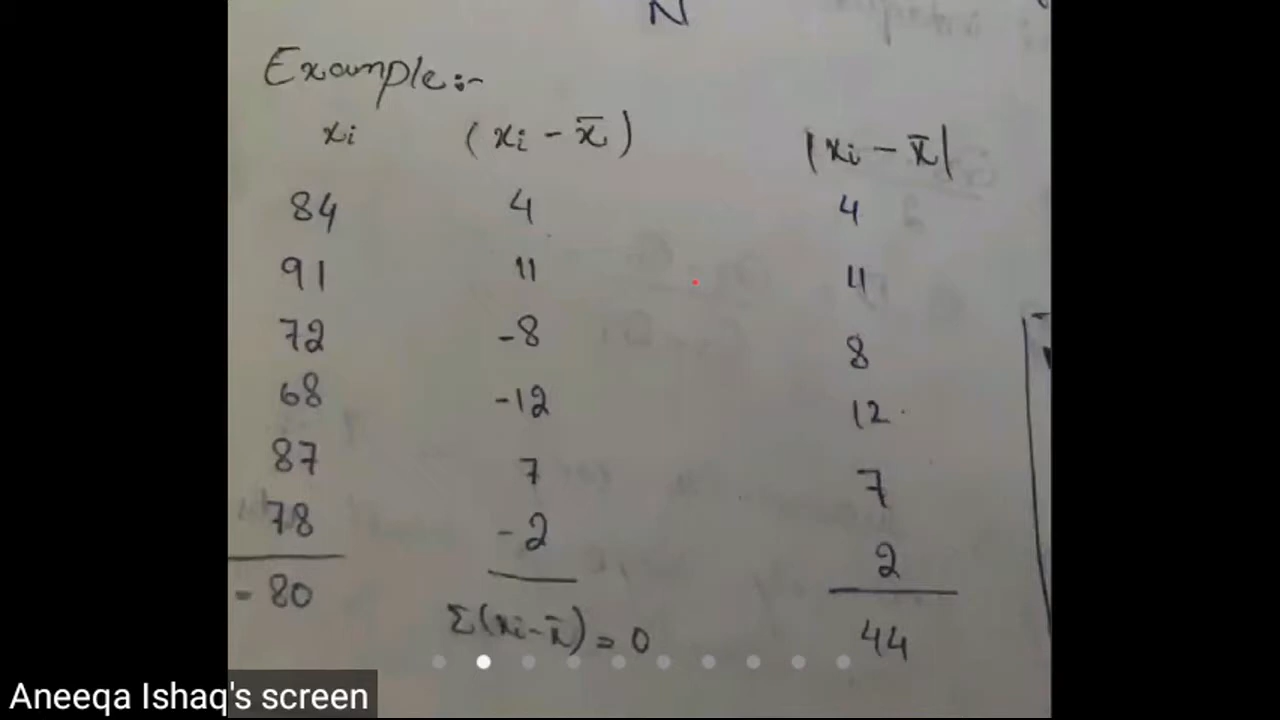 N
Example:-
xi (xi - x̄) |xi - x̄|
84 4 4
91 11 11
72 -8 8
68 -12 12
87 7 7
78 -2 2
= 80 Σ(xi - x̄) = 0 44
Aneeqa Ishaq's screen